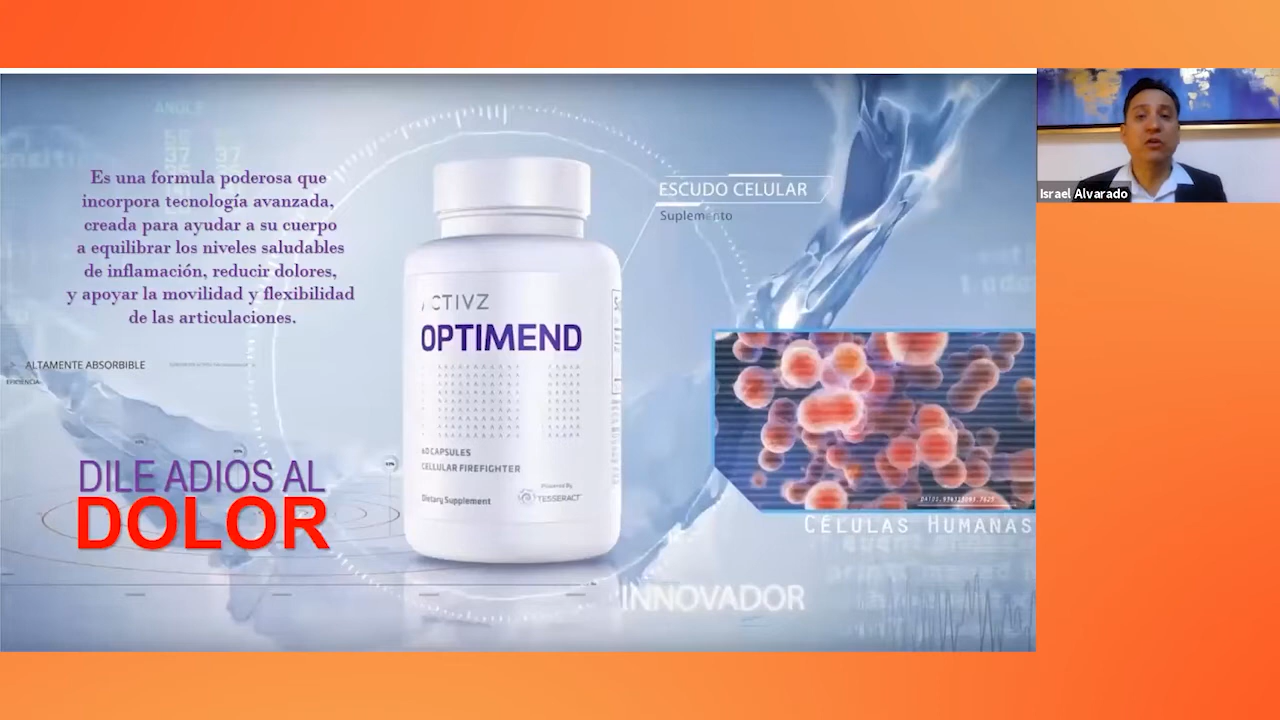 ANGLE
Es una formula poderosa que
incorpora tecnología avanzada,
creada para ayudar a su cuerpo
a equilibrar los niveles saludables
de inflamación, reducir dolores,
y apoyar la movilidad y flexibilidad
de las articulaciones.
ALTAMENTE ABSORBIBLE
EFICIENCIA
DILE ADIOS AL
DOLOR
ACTIVZ
OPTIMEND
60 CAPSULES
CELLULAR FIREFIGHTER
Dietary Supplement
Powered By
TESSERACT
ESCUDO CELULAR
Suplemento
CÉLULAS HUMANAS
INNOVADOR
Israel Alvarado